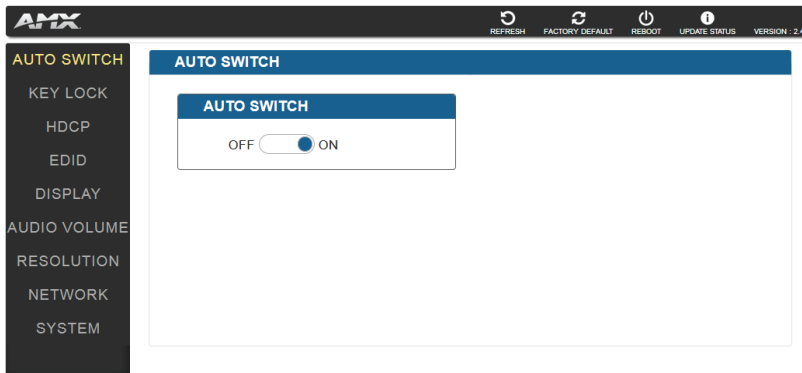 AMX
REFRESH
FACTORY DEFAULT
REBOOT
UPDATE STATUS
VERSION : 2.4
AUTO SWITCH
KEY LOCK
HDCP
EDID
DISPLAY
AUDIO VOLUME
RESOLUTION
NETWORK
SYSTEM
AUTO SWITCH
AUTO SWITCH
OFF ON